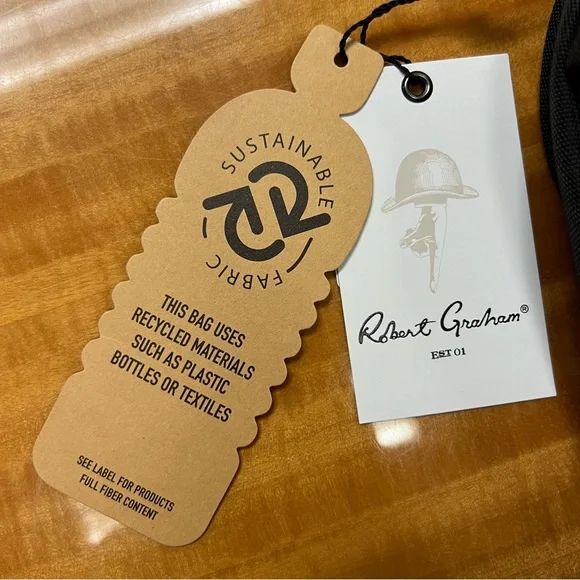 SUSTAINABLE
FABRIC
THIS BAG USES
RECYCLED MATERIALS
SUCH AS PLASTIC
BOTTLES OR TEXTILES
SEE LABEL FOR PRODUCTS
FULL FIBER CONTENT
Robert Graham®
EST 01